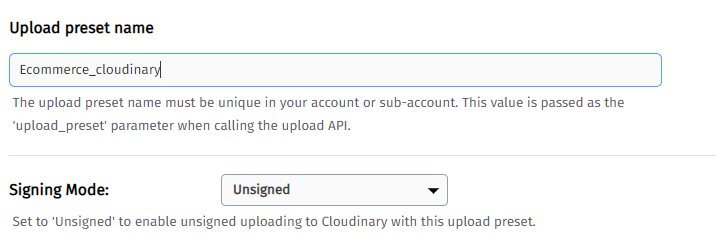 Upload preset name
Ecommerce_cloudinary
The upload preset name must be unique in your account or sub-account. This value is passed as the
'upload_preset' parameter when calling the upload API.
Signing Mode:
Unsigned
Set to 'Unsigned' to enable unsigned uploading to Cloudinary with this upload preset.